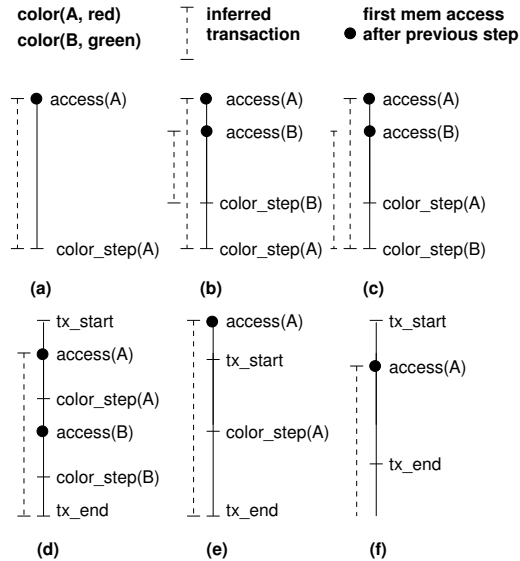 color(A, red)
color(B, green)
inferred
transaction
first mem access
after previous step
access(A)
color_step(A)
(a)
access(A)
access(B)
color_step(B)
color_step(A)
(b)
access(A)
access(B)
color_step(A)
color_step(B)
(c)
tx_start
access(A)
color_step(A)
access(B)
color_step(B)
tx_end
(d)
access(A)
tx_start
color_step(A)
tx_end
(e)
tx_start
access(A)
tx_end
(f)